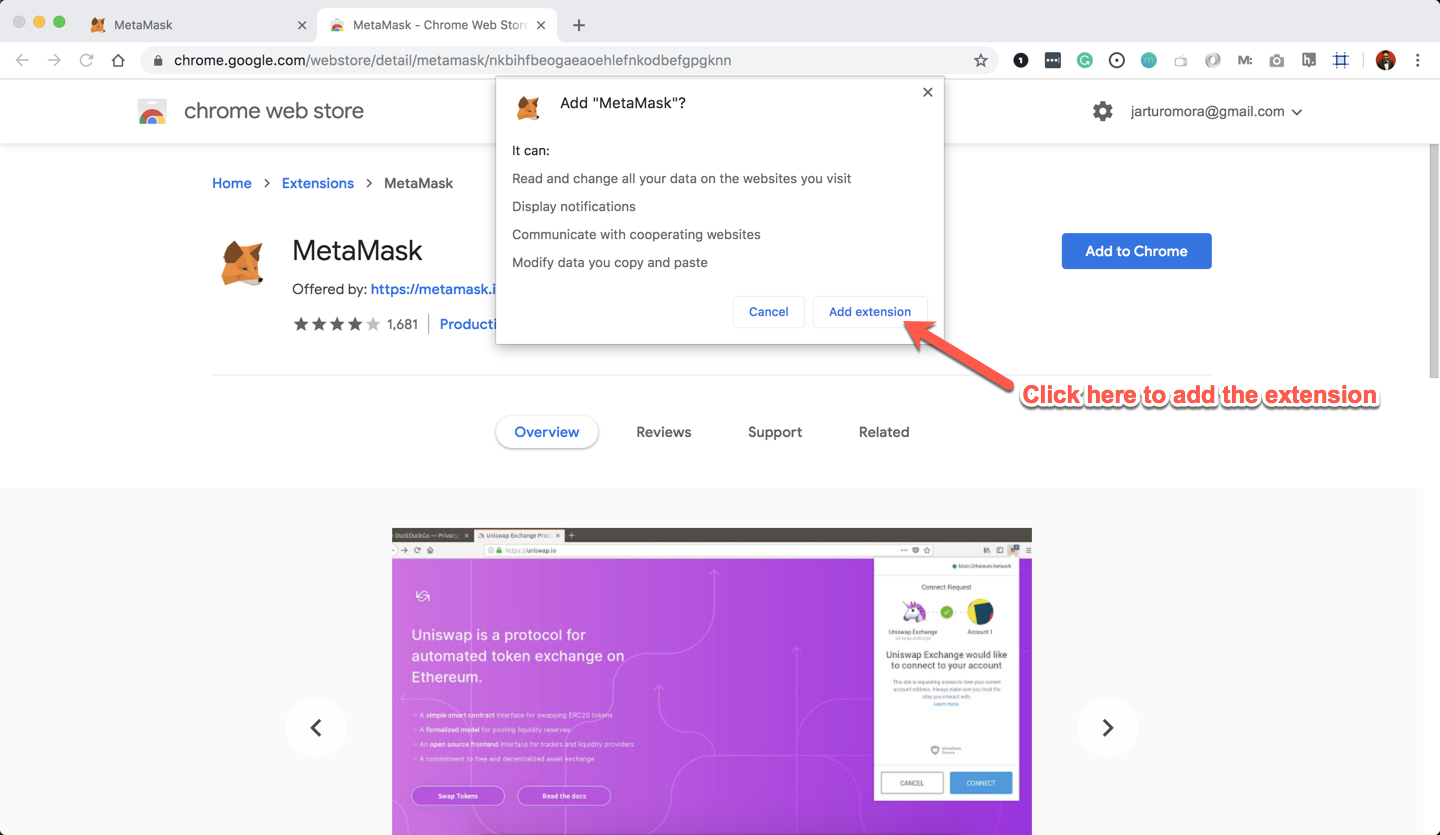 MetaMask
MetaMask - Chrome Web Store
chrome.google.com/webstore/detail/metamask/nkbihfbeogaeaoehlefnkodbefgpgknn
chrome web store
jarturomora@gmail.com
Add "MetaMask"?
It can:
Read and change all your data on the websites you visit
Display notifications
Communicate with cooperating websites
Modify data you copy and paste
Cancel
Add extension
Click here to add the extension
Home
Extensions
MetaMask
MetaMask
Add to Chrome
Offered by: https://metamask.i
1,681
Producti
Overview
Reviews
Support
Related
DuckDuckGo — Privacy,
Uniswap Exchange Proto
https://uniswap.io
Uniswap is a protocol for
automated token exchange on
Ethereum.
A simple smart contract interface for swapping ERC20 tokens
A formalized model for pooling liquidity reserves
An open source frontend interface for traders and liquidity providers
A commitment to free and decentralized asset exchange
Swap Tokens
Read the docs
Main Ethereum Network
Connect Request
Uniswap Exchange
Account 1
Uniswap Exchange would like
to connect to your account
This site is requesting access to view your current
account address. Always make sure you trust the
sites you interact with.
Learn more.
CANCEL
CONNECT